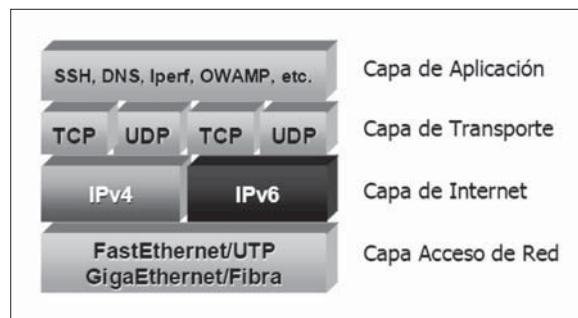 SSH, DNS, Iperf, OWAMP, etc. Capa de Aplicación
TCP UDP TCP UDP Capa de Transporte
IPv4 IPv6 Capa de Internet
FastEthernet/UTP
GigaEthernet/Fibra Capa Acceso de Red